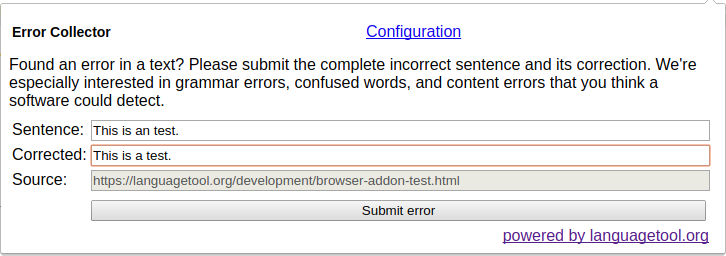 Error Collector Configuration
Found an error in a text? Please submit the complete incorrect sentence and its correction. We're
especially interested in grammar errors, confused words, and content errors that you think a
software could detect.
Sentence: This is an test.
Corrected: This is a test.
Source: https://languagetool.org/development/browser-addon-test.html
Submit error
powered by languagetool.org